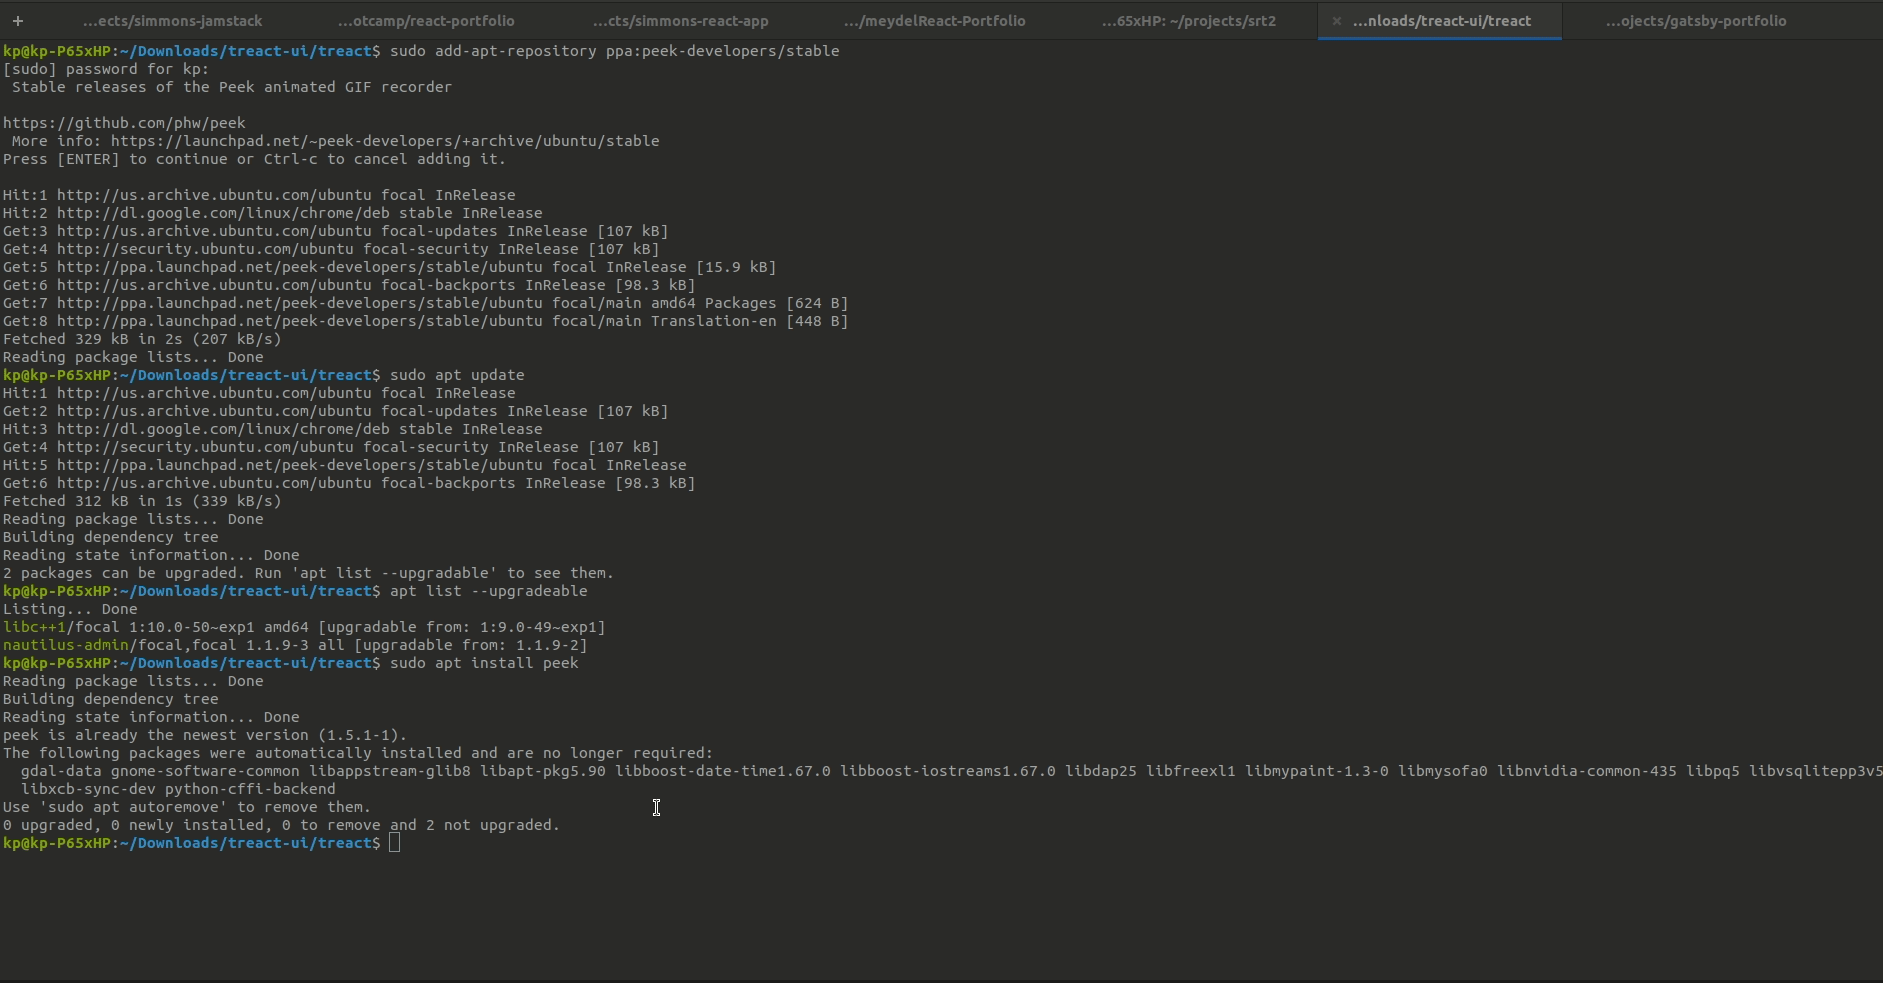 + ...ects/simmons-jamstack ...otcamp/react-portfolio ...cts/simmons-react-app .../meydelReact-Portfolio ...65xHP: ~/projects/srt2 × ...nloads/treact-ui/treact ...ojects/gatsby-portfolio
kp@kp-P65xHP:~/Downloads/treact-ui/treact$ sudo add-apt-repository ppa:peek-developers/stable
[sudo] password for kp:
 Stable releases of the Peek animated GIF recorder

https://github.com/phw/peek
 More info: https://launchpad.net/~peek-developers/+archive/ubuntu/stable
Press [ENTER] to continue or Ctrl-c to cancel adding it.

Hit:1 http://us.archive.ubuntu.com/ubuntu focal InRelease
Hit:2 http://dl.google.com/linux/chrome/deb stable InRelease
Get:3 http://us.archive.ubuntu.com/ubuntu focal-updates InRelease [107 kB]
Get:4 http://security.ubuntu.com/ubuntu focal-security InRelease [107 kB]
Get:5 http://ppa.launchpad.net/peek-developers/stable/ubuntu focal InRelease [15.9 kB]
Get:6 http://us.archive.ubuntu.com/ubuntu focal-backports InRelease [98.3 kB]
Get:7 http://ppa.launchpad.net/peek-developers/stable/ubuntu focal/main amd64 Packages [624 B]
Get:8 http://ppa.launchpad.net/peek-developers/stable/ubuntu focal/main Translation-en [448 B]
Fetched 329 kB in 2s (207 kB/s)
Reading package lists... Done
kp@kp-P65xHP:~/Downloads/treact-ui/treact$ sudo apt update
Hit:1 http://us.archive.ubuntu.com/ubuntu focal InRelease
Get:2 http://us.archive.ubuntu.com/ubuntu focal-updates InRelease [107 kB]
Hit:3 http://dl.google.com/linux/chrome/deb stable InRelease
Get:4 http://security.ubuntu.com/ubuntu focal-security InRelease [107 kB]
Hit:5 http://ppa.launchpad.net/peek-developers/stable/ubuntu focal InRelease
Get:6 http://us.archive.ubuntu.com/ubuntu focal-backports InRelease [98.3 kB]
Fetched 312 kB in 1s (339 kB/s)
Reading package lists... Done
Building dependency tree
Reading state information... Done
2 packages can be upgraded. Run 'apt list --upgradable' to see them.
kp@kp-P65xHP:~/Downloads/treact-ui/treact$ apt list --upgradeable
Listing... Done
libc++1/focal 1:10.0-50~exp1 amd64 [upgradable from: 1:9.0-49~exp1]
nautilus-admin/focal,focal 1.1.9-3 all [upgradable from: 1.1.9-2]
kp@kp-P65xHP:~/Downloads/treact-ui/treact$ sudo apt install peek
Reading package lists... Done
Building dependency tree
Reading state information... Done
peek is already the newest version (1.5.1-1).
The following packages were automatically installed and are no longer required:
  gdal-data gnome-software-common libappstream-glib8 libapt-pkg5.90 libboost-date-time1.67.0 libboost-iostreams1.67.0 libdap25 libfreexl1 libmypaint-1.3-0 libmysofa0 libnvidia-common-435 libpq5 libvsqlitepp3v5
  libxcb-sync-dev python-cffi-backend
Use 'sudo apt autoremove' to remove them.
0 upgraded, 0 newly installed, 0 to remove and 2 not upgraded.
kp@kp-P65xHP:~/Downloads/treact-ui/treact$